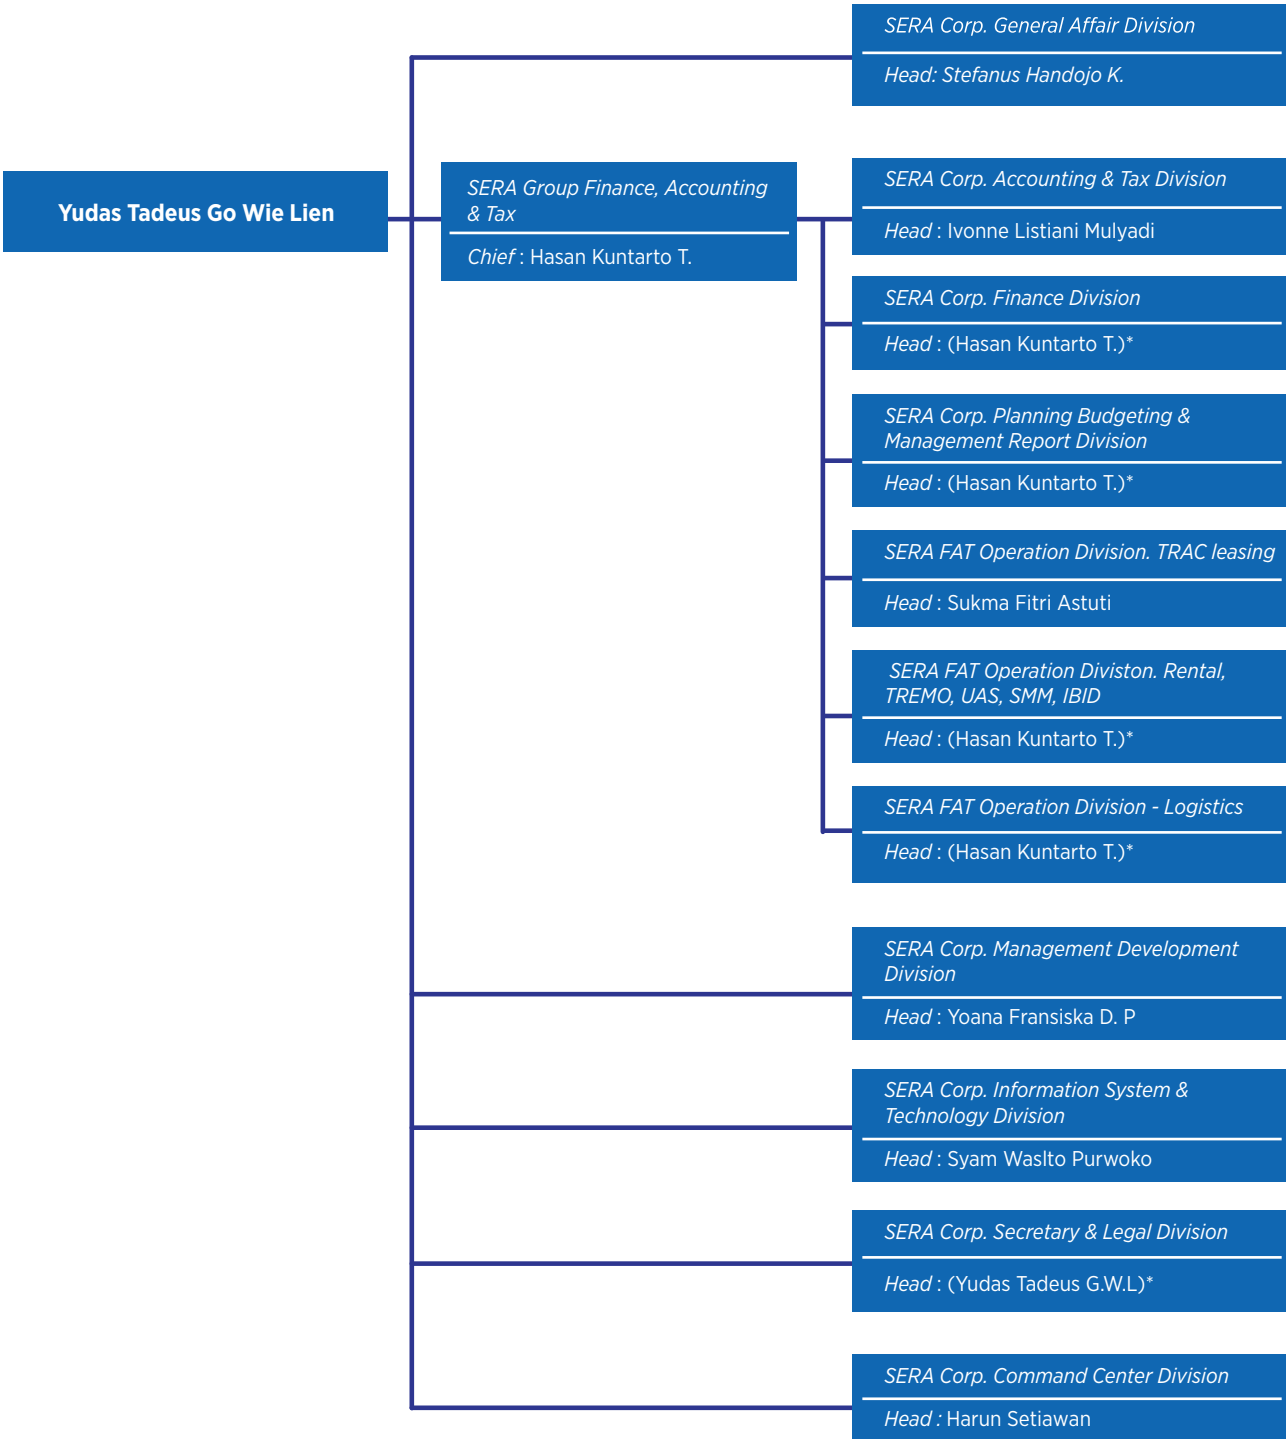 SERA Corp. General Affair Division
Head: Stefanus Handojo K.
Yudas Tadeus Go Wie Lien
SERA Group Finance, Accounting
& Tax
Chief : Hasan Kuntarto T.
SERA Corp. Accounting & Tax Division
Head : Ivonne Listiani Mulyadi
SERA Corp. Finance Division
Head : (Hasan Kuntarto T.)*
SERA Corp. Planning Budgeting &
Management Report Division
Head : (Hasan Kuntarto T.)*
SERA FAT Operation Division. TRAC leasing
Head : Sukma Fitri Astuti
SERA FAT Operation Diviston. Rental,
TREMO, UAS, SMM, IBID
Head : (Hasan Kuntarto T.)*
SERA FAT Operation Division - Logistics
Head : (Hasan Kuntarto T.)*
SERA Corp. Management Development
Division
Head : Yoana Fransiska D. P
SERA Corp. Information System &
Technology Division
Head : Syam Waslto Purwoko
SERA Corp. Secretary & Legal Division
Head : (Yudas Tadeus G.W.L)*
SERA Corp. Command Center Division
Head : Harun Setiawan